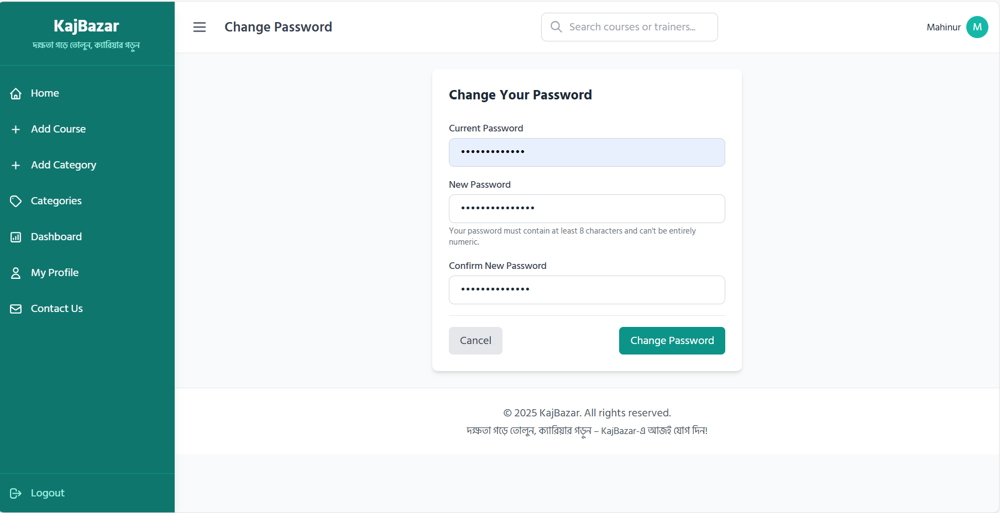 KajBazar
দক্ষতা গড়ে তোলুন, ক্যারিয়ার গড়ুন
Home
Add Course
Add Category
Categories
Dashboard
My Profile
Contact Us
Logout
Change Password
Search courses or trainers...
Mahinur
M
Change Your Password
Current Password
•••••••••••••
New Password
•••••••••••••••
Your password must contain at least 8 characters and can't be entirely
numeric.
Confirm New Password
••••••••••••••
Cancel
Change Password
© 2025 KajBazar. All rights reserved.
দক্ষতা গড়ে তোলুন, ক্যারিয়ার গড়ুন – KajBazar-এ আজই যোগ দিন!